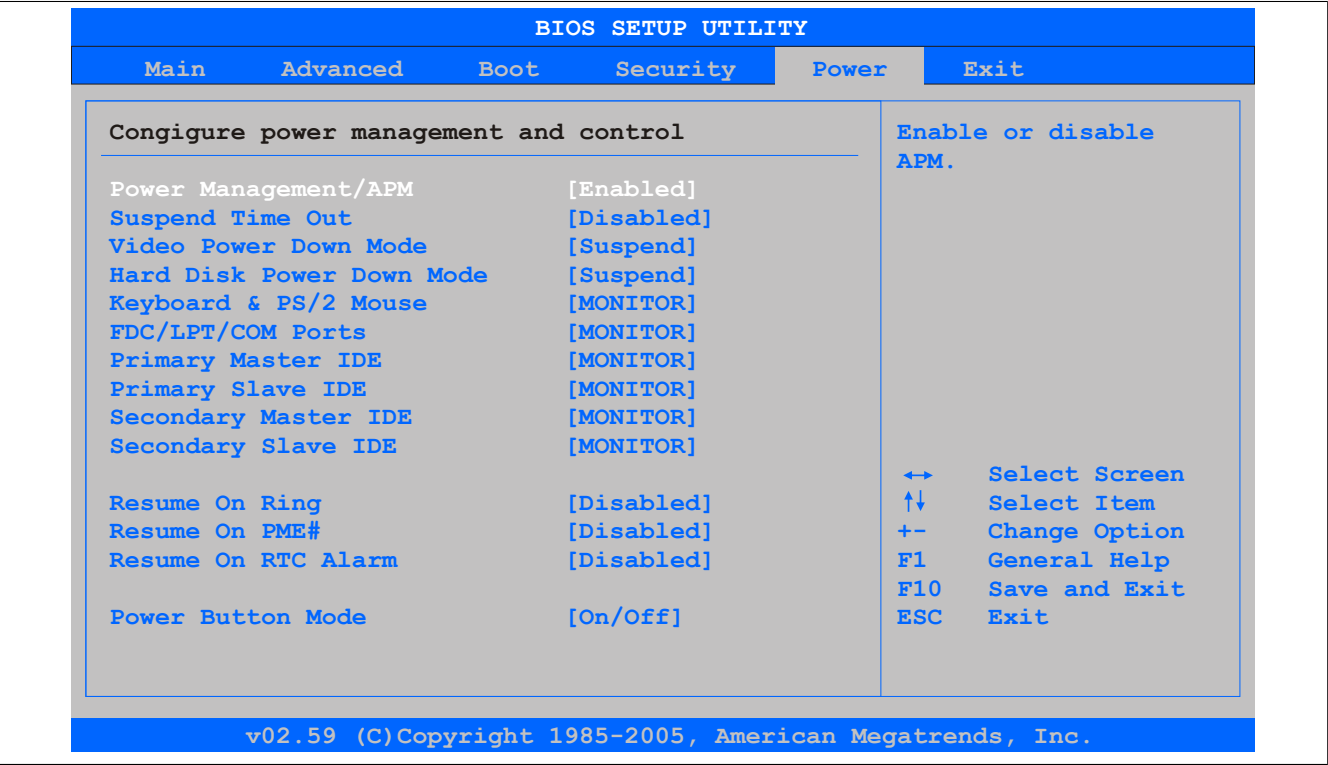 BIOS SETUP UTILITY
Main Advanced Boot Security Power Exit
Congigure power management and control
Power Management/APM [Enabled]
Suspend Time Out [Disabled]
Video Power Down Mode [Suspend]
Hard Disk Power Down Mode [Suspend]
Keyboard & PS/2 Mouse [MONITOR]
FDC/LPT/COM Ports [MONITOR]
Primary Master IDE [MONITOR]
Primary Slave IDE [MONITOR]
Secondary Master IDE [MONITOR]
Secondary Slave IDE [MONITOR]
Resume On Ring [Disabled]
Resume On PME# [Disabled]
Resume On RTC Alarm [Disabled]
Power Button Mode [On/Off]
Enable or disable
APM.
↔ Select Screen
↑↓ Select Item
+- Change Option
F1 General Help
F10 Save and Exit
ESC Exit
v02.59 (C)Copyright 1985-2005, American Megatrends, Inc.